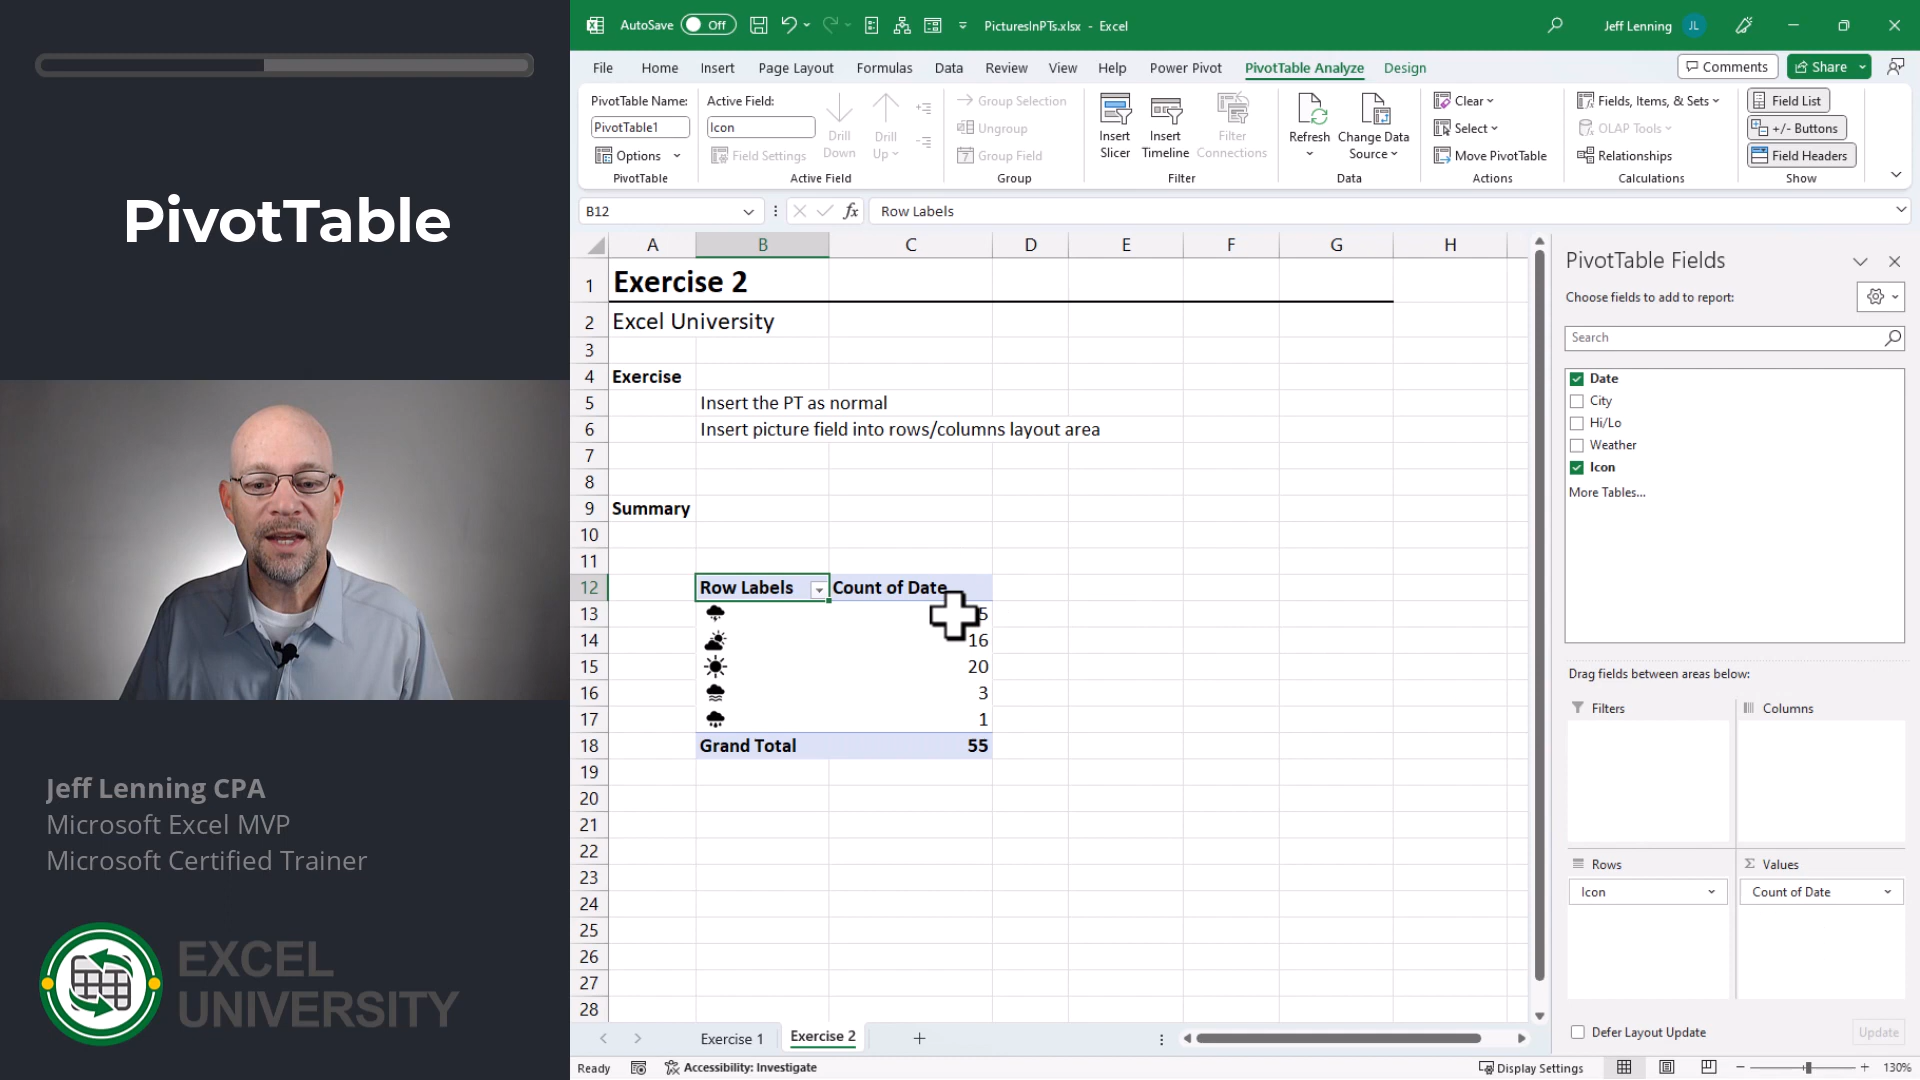 PivotTable
Jeff Lenning CPA
Microsoft Excel MVP
Microsoft Certified Trainer
EXCEL
UNIVERSITY
AutoSave Off
PicturesInPTs.xlsx - Excel
Jeff Lenning JL
File Home Insert Page Layout Formulas Data Review View Help Power Pivot PivotTable Analyze Design
Comments Share
PivotTable Name:
PivotTable1
Options
PivotTable
Active Field:
Icon
Field Settings
Drill Down
Drill Up
Active Field
Group Selection
Ungroup
Group Field
Group
Insert Slicer
Insert Timeline
Filter Connections
Filter
Refresh
Change Data Source
Data
Clear
Select
Move PivotTable
Actions
Fields, Items, & Sets
OLAP Tools
Relationships
Calculations
Field List
+/- Buttons
Field Headers
Show
B12 fx Row Labels
A B C D E F G H
1 Exercise 2
2 Excel University
3
4 Exercise
5 Insert the PT as normal
6 Insert picture field into rows/columns layout area
7
8
9 Summary
10
11
12 Row Labels Count of Date
13 5
14 16
15 20
16 3
17 1
18 Grand Total 55
19
20
21
22
23
24
25
26
27
28
PivotTable Fields
Choose fields to add to report:
Search
Date
City
Hi/Lo
Weather
Icon
More Tables...
Drag fields between areas below:
Filters
Columns
Rows
Icon
Σ Values
Count of Date
Defer Layout Update Update
Exercise 1 Exercise 2
Ready Accessibility: Investigate Display Settings 130%